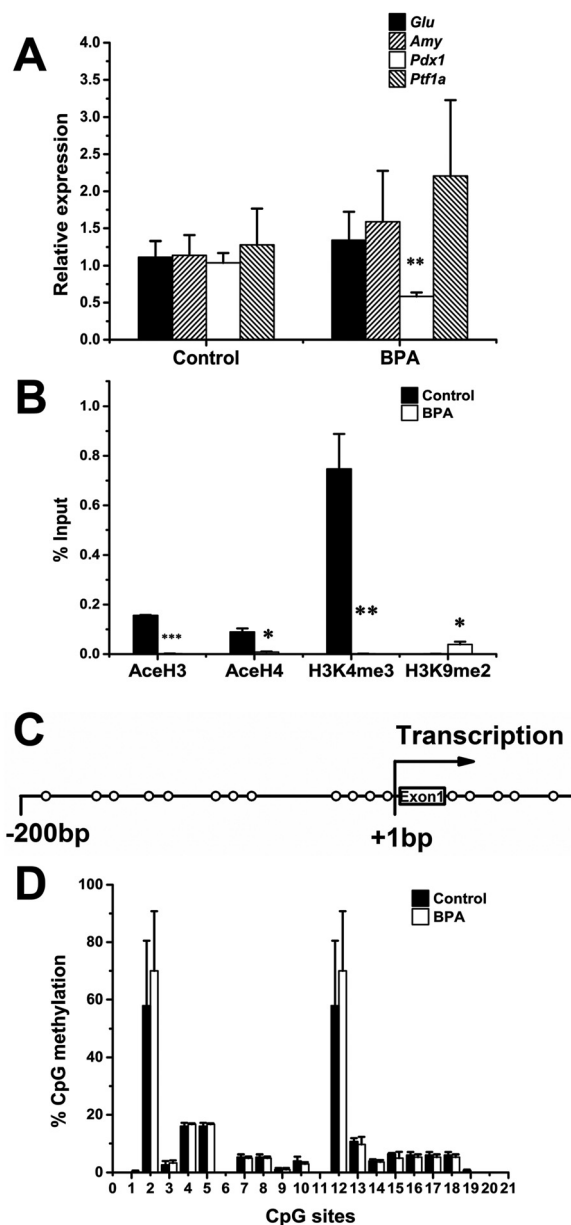 A
Glu
Amy
Pdx1
Ptf1a
4.0
3.5
3.0
2.5
2.0
1.5
1.0
0.5
0.0
Relative expression
**
Control BPA
B
Control
BPA
1.0
0.8
0.6
0.4
0.2
0.0
% Input
*** * ** *
AceH3 AceH4 H3K4me3 H3K9me2
C
Transcription
Exon1
-200bp +1bp
D
Control
BPA
100
80
60
40
20
0
% CpG methylation
0 1 2 3 4 5 6 7 8 9 10 11 12 13 14 15 16 17 18 19 20 21
CpG sites